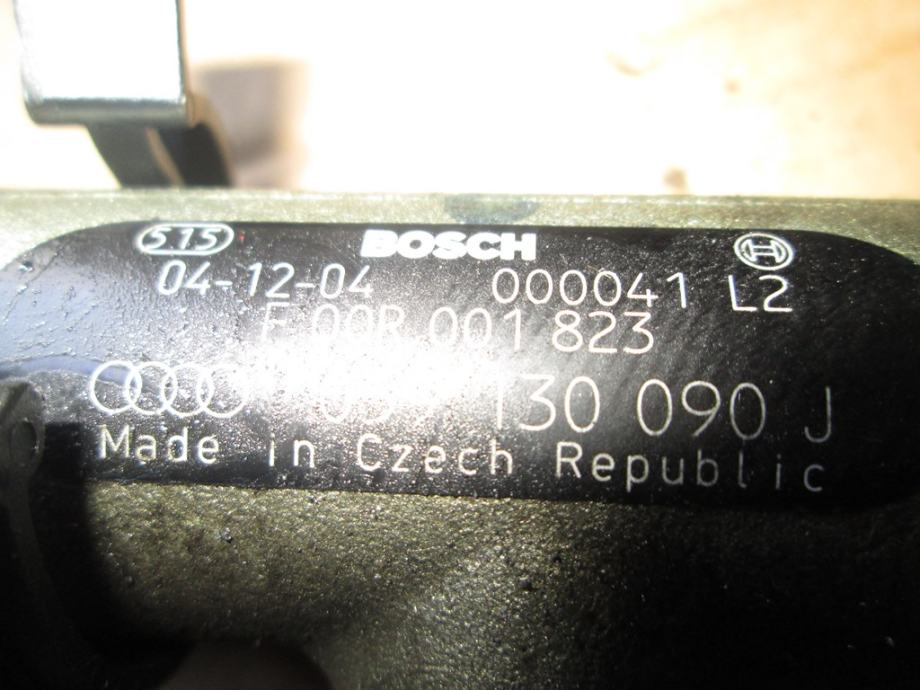 515 BOSCH
04-12-04 000041 L2
F 00R 001 823
130 090 J
Made in Czech Republic